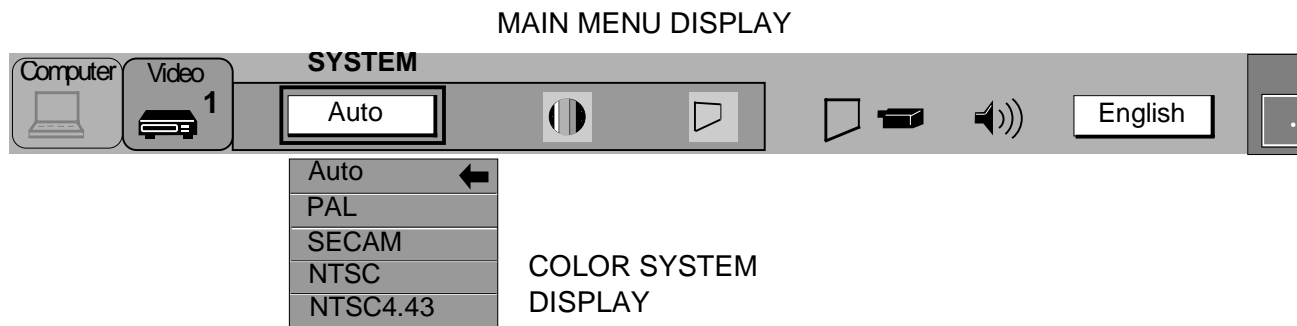 MAIN MENU DISPLAY
SYSTEM
Computer
Video
1
Auto
English
Auto
PAL
SECAM
NTSC
NTSC4.43
COLOR SYSTEM
DISPLAY